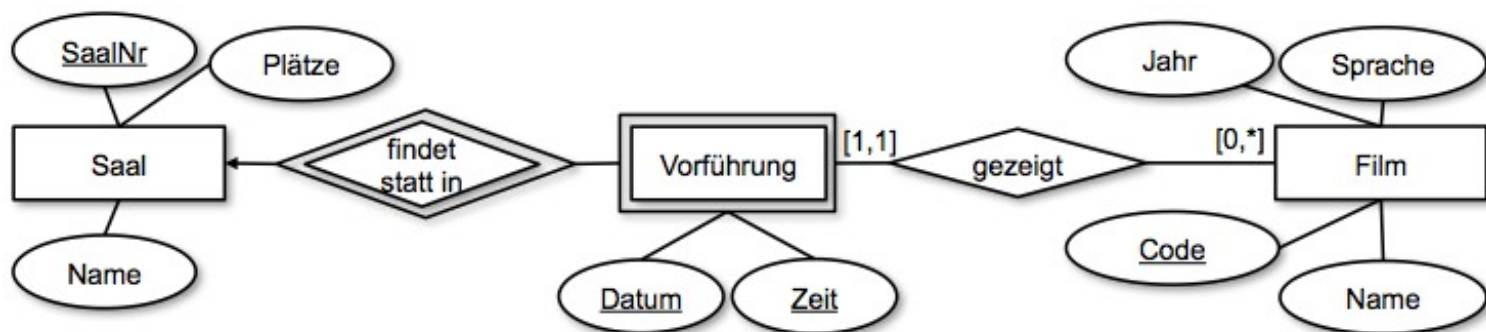 SaalNr
Plätze
Jahr
Sprache
Saal
findet
statt in
Vorführung
[1,1]
gezeigt
[0,*]
Film
Name
Datum
Zeit
Code
Name